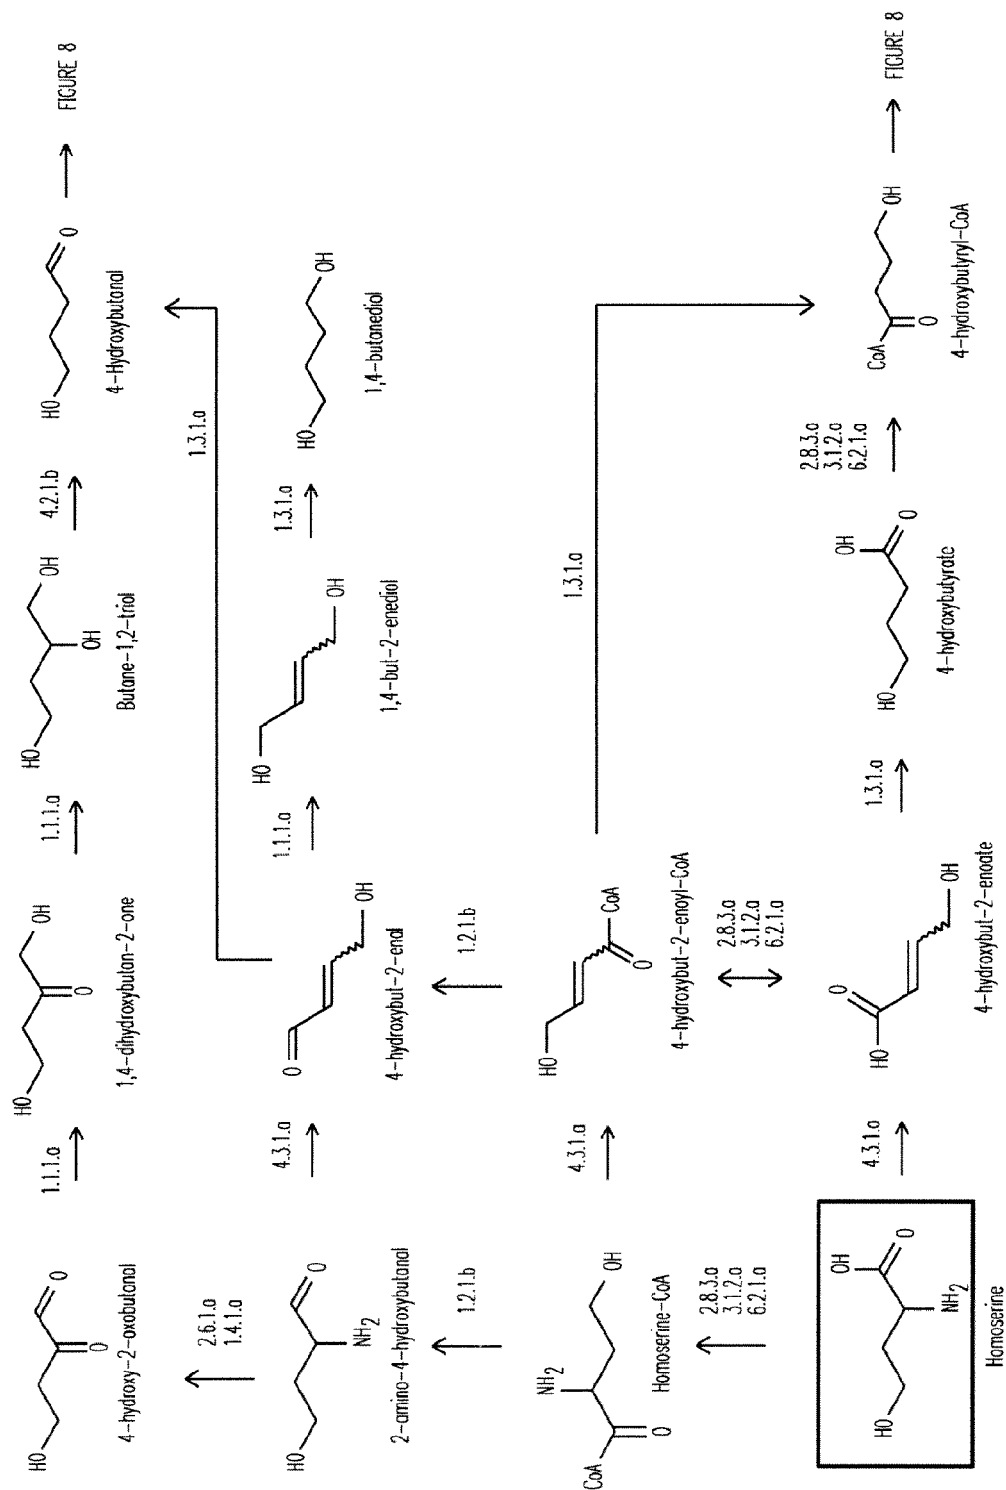 HO
O
O
4-hydroxy-2-oxobutanal
1.1.1.a
HO
O
OH
1,4-dihydroxybutan-2-one
1.1.1.a
HO
OH
OH
Butane-1,2-triol
4.2.1.b
HO
O
4-Hydroxybutanal
FIGURE 8
2.6.1.a
1.4.1.a
1.3.1.a
HO
NH2
O
2-amino-4-hydroxybutanal
4.3.1.a
O
OH
4-hydroxybut-2-enal
1.1.1.a
HO
OH
1,4-but-2-enediol
1.3.1.a
HO
OH
1,4-butanediol
1.2.1.b
1.2.1.b
CoA
O
NH2
OH
Homoserine-CoA
4.3.1.a
HO
O
CoA
4-hydroxybut-2-enoyl-CoA
1.3.1.a
2.8.3.a
3.1.2.a
6.2.1.a
2.8.3.a
3.1.2.a
6.2.1.a
HO
OH
NH2
O
Homoserine
4.3.1.a
HO
O
OH
4-hydroxybut-2-enoate
1.3.1.a
HO
OH
O
4-hydroxybutyrate
2.8.3.a
3.1.2.a
6.2.1.a
CoA
O
OH
4-hydroxybutyryl-CoA
FIGURE 8